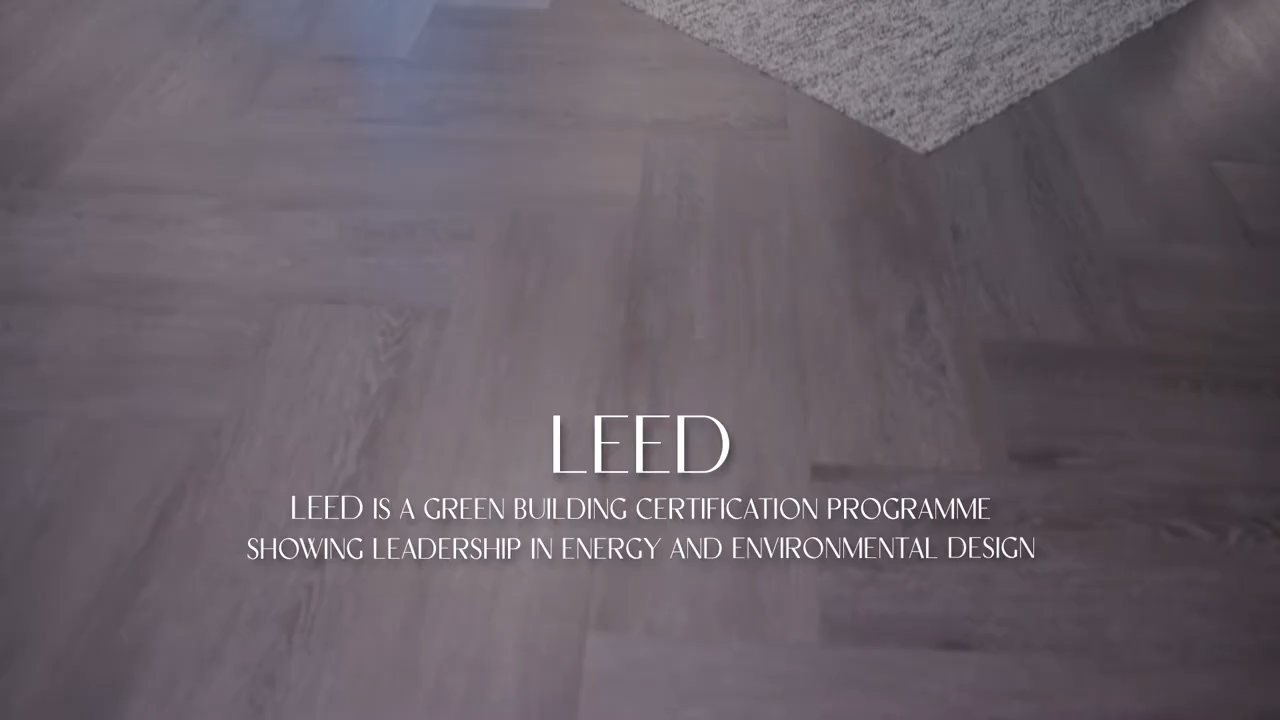 LEED
LEED IS A GREEN BUILDING CERTIFICATION PROGRAMME
SHOWING LEADERSHIP IN ENERGY AND ENVIRONMENTAL DESIGN